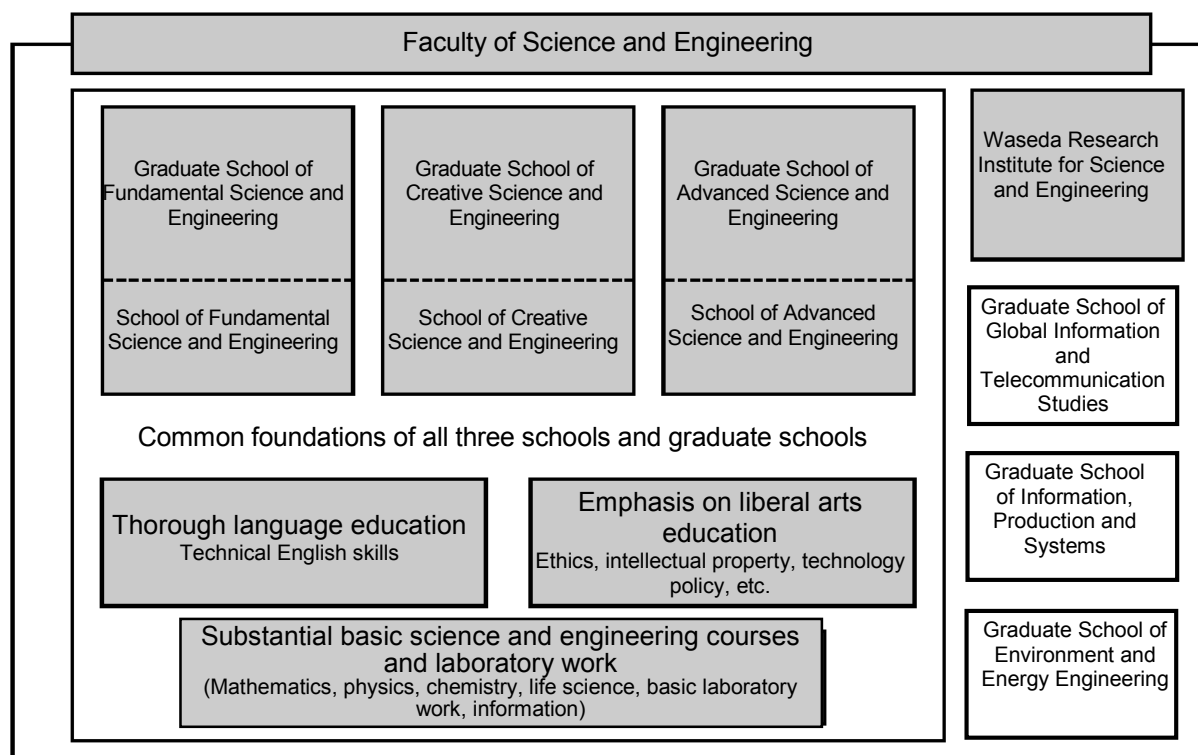 Faculty of Science and Engineering
Graduate School of
Fundamental Science and
Engineering
School of Fundamental
Science and Engineering
Graduate School of
Creative Science and
Engineering
School of Creative
Science and Engineering
Graduate School of
Advanced Science and
Engineering
School of Advanced
Science and Engineering
Common foundations of all three schools and graduate schools
Thorough language education
Technical English skills
Emphasis on liberal arts
education
Ethics, intellectual property, technology
policy, etc.
Substantial basic science and engineering courses
and laboratory work
(Mathematics, physics, chemistry, life science, basic laboratory
work, information)
Waseda Research
Institute for Science
and Engineering
Graduate School of
Global Information
and
Telecommunication
Studies
Graduate School
of Information,
Production and
Systems
Graduate School of
Environment and
Energy Engineering